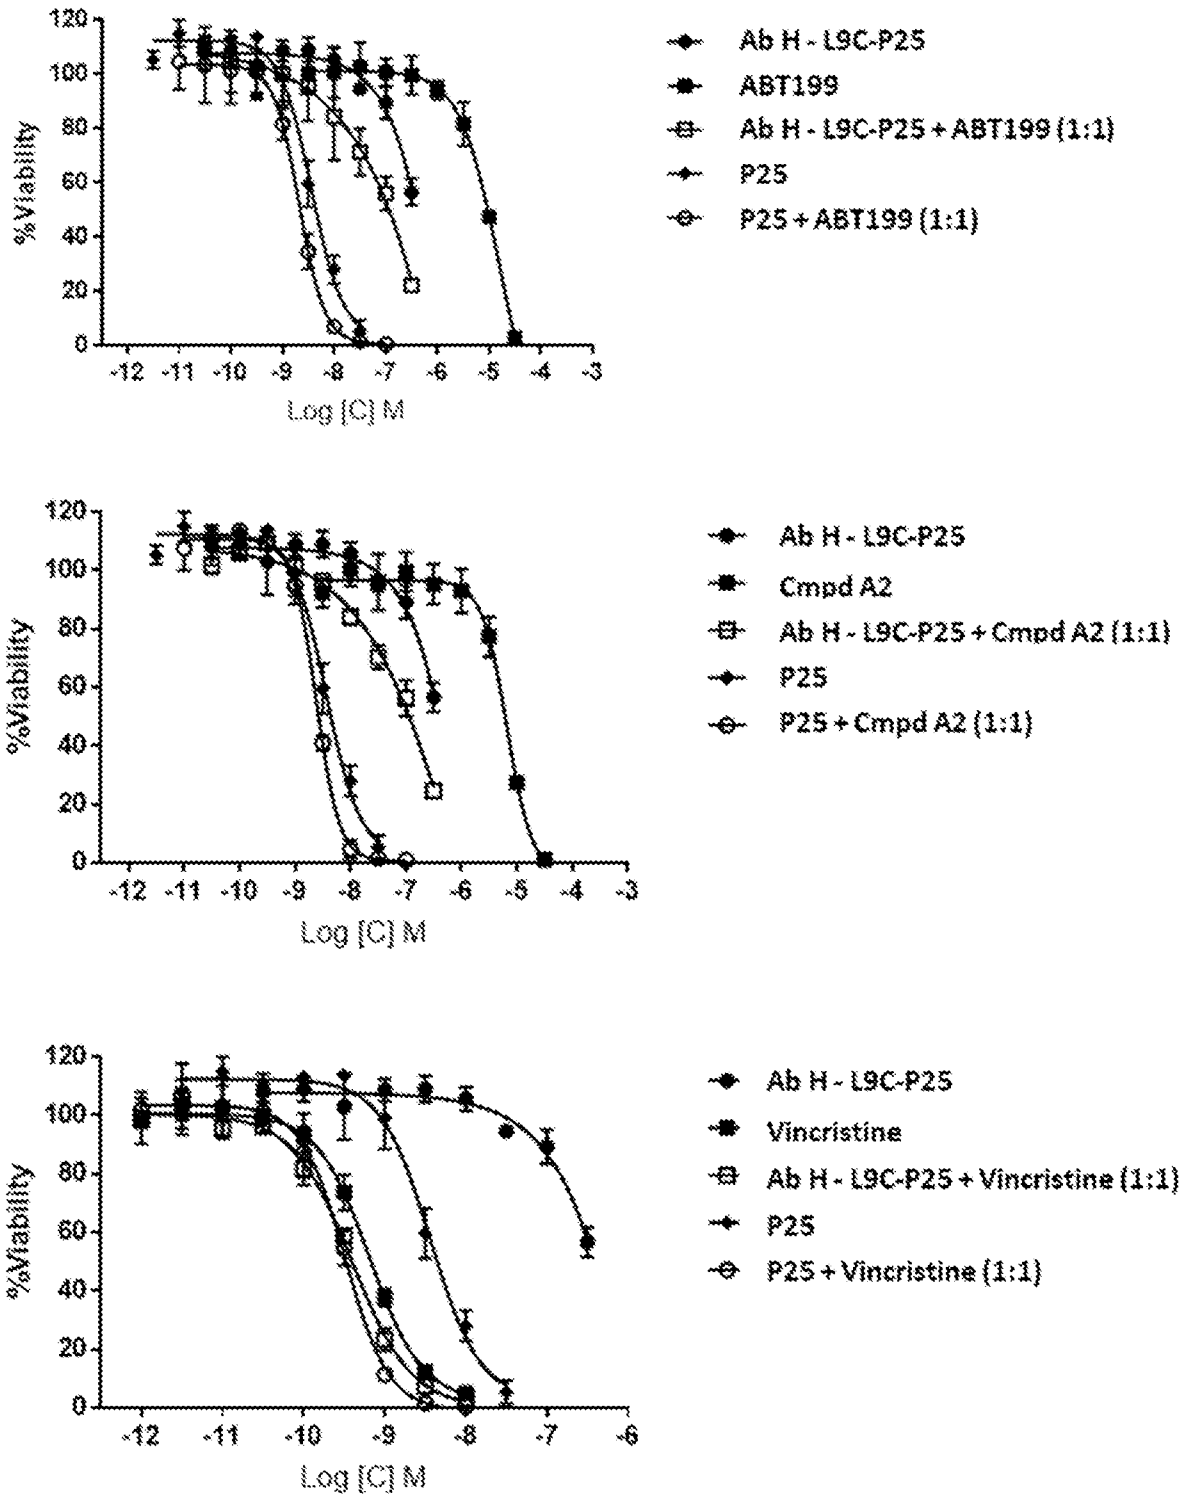 120
100
80
60
40
20
0
%Viability
-12 -11 -10 -9 -8 -7 -6 -5 -4 -3
Log [C] M
Ab H - L9C-P25
ABT199
Ab H - L9C-P25 + ABT199 (1:1)
P25
P25 + ABT199 (1:1)
120
100
80
60
40
20
0
%Viability
-12 -11 -10 -9 -8 -7 -6 -5 -4 -3
Log [C] M
Ab H - L9C-P25
Cmpd A2
Ab H - L9C-P25 + Cmpd A2 (1:1)
P25
P25 + Cmpd A2 (1:1)
120
100
80
60
40
20
0
%Viability
-12 -11 -10 -9 -8 -7 -6
Log [C] M
Ab H - L9C-P25
Vincristine
Ab H - L9C-P25 + Vincristine (1:1)
P25
P25 + Vincristine (1:1)